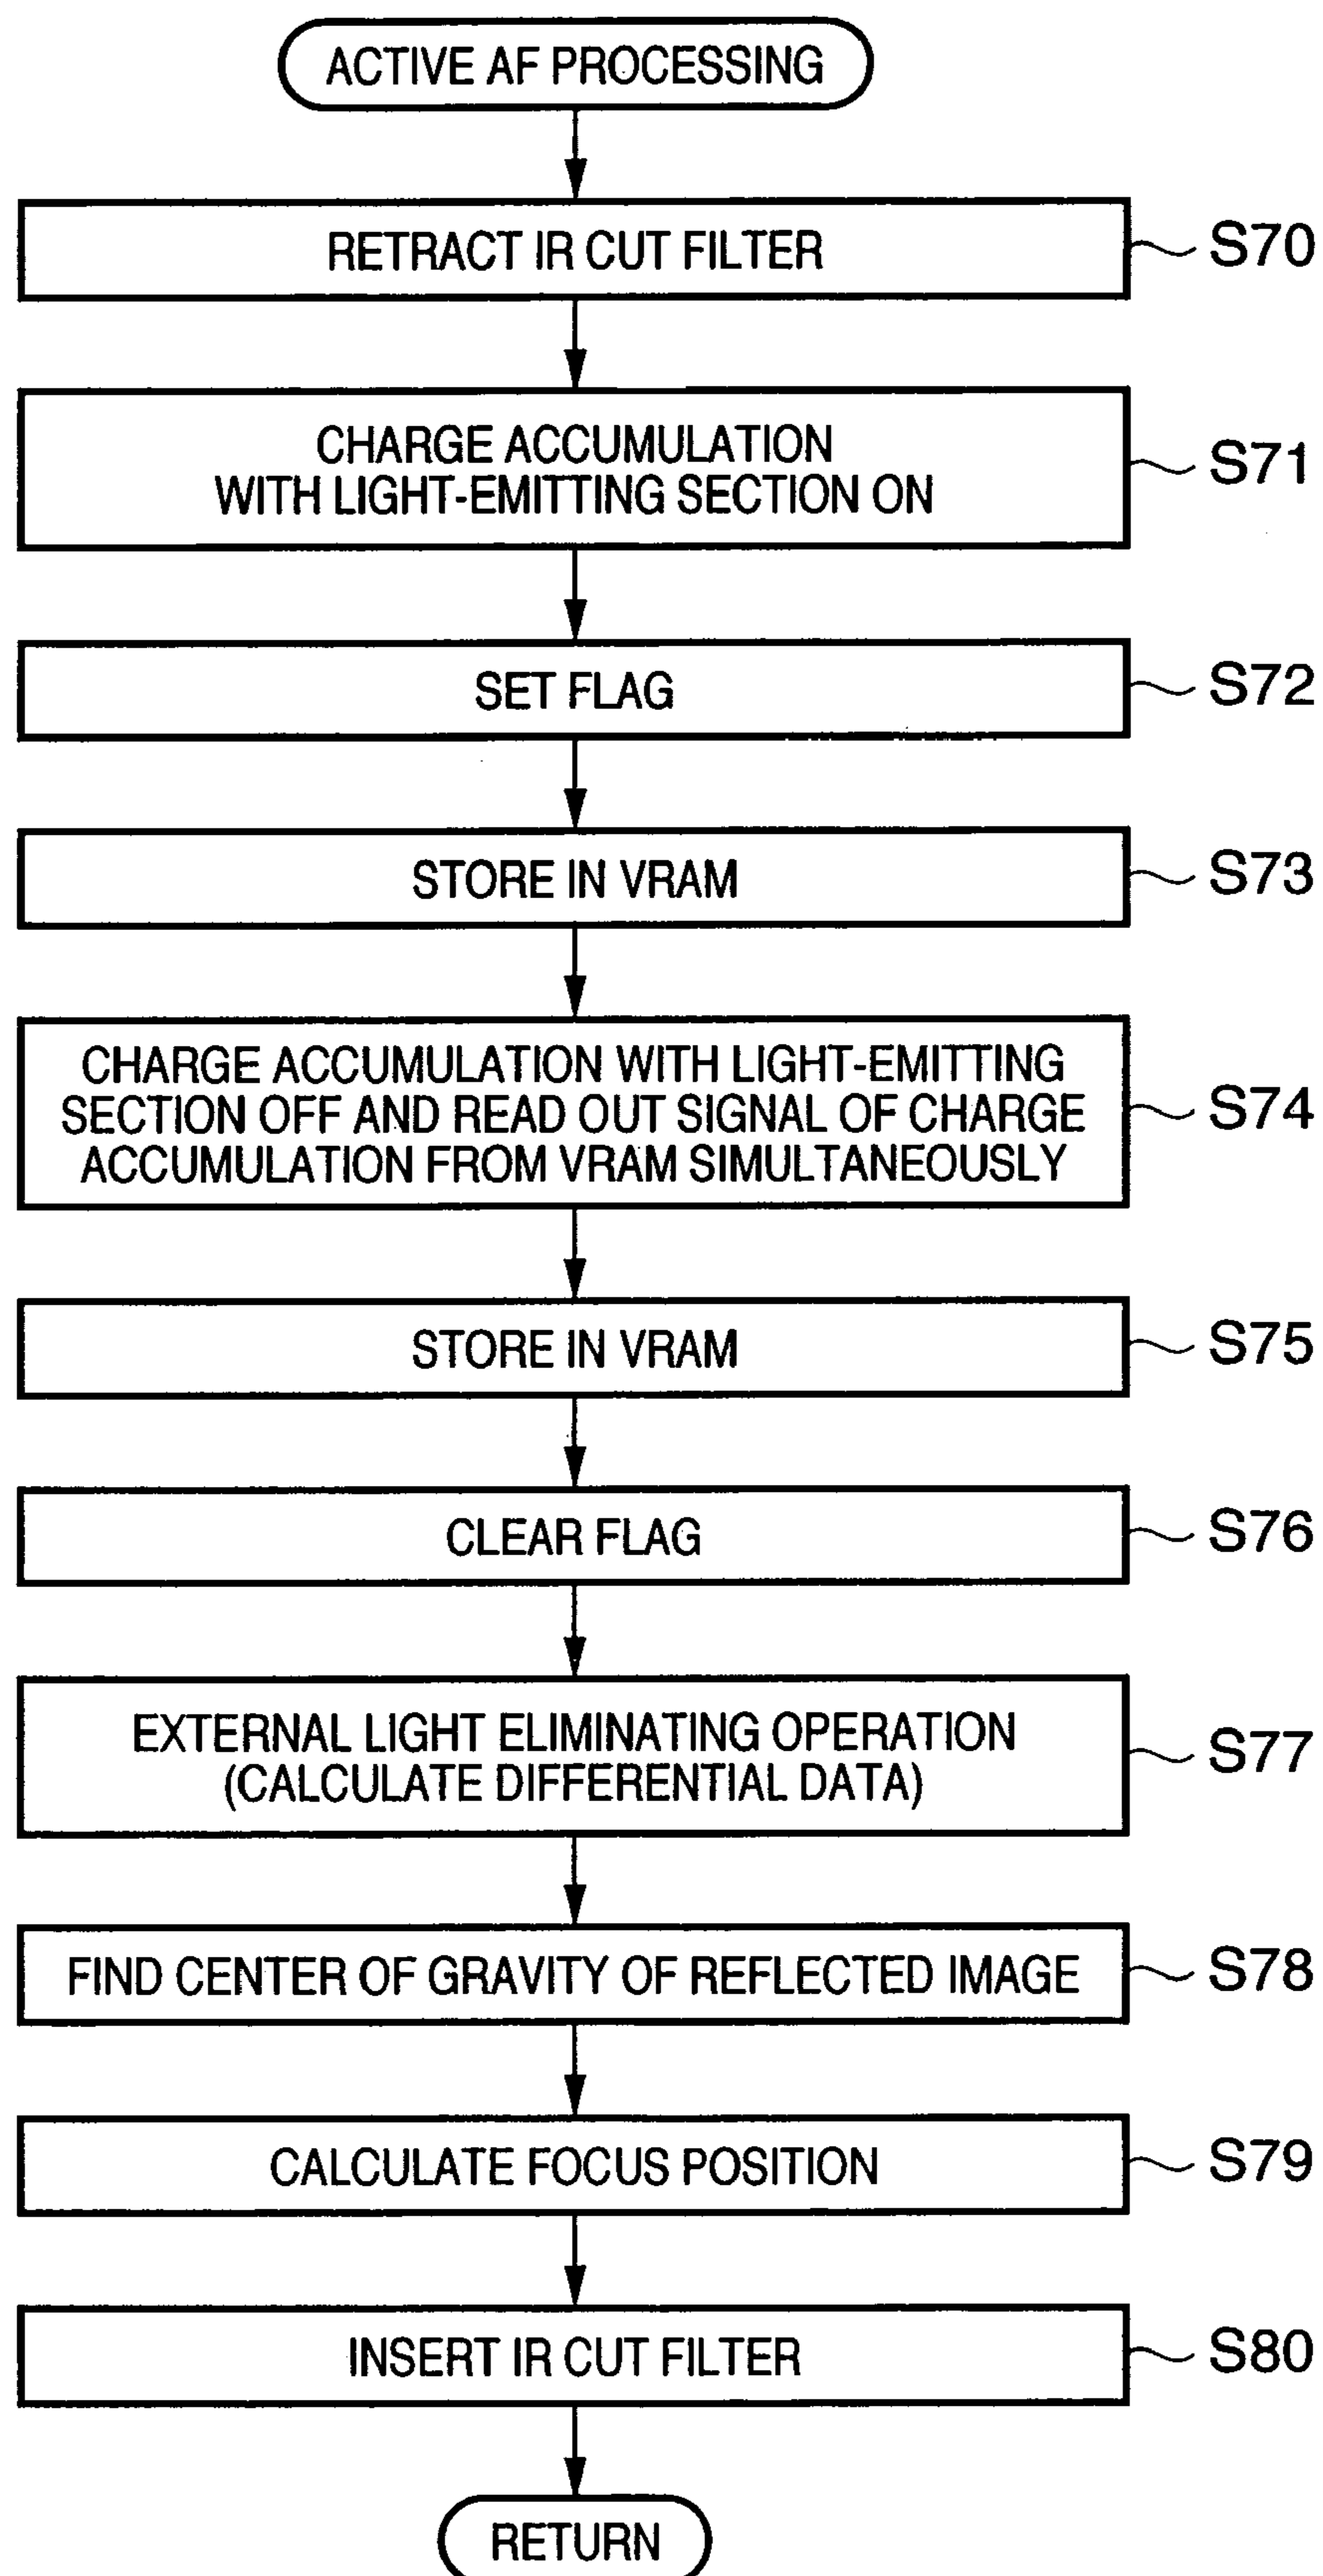 ACTIVE AF PROCESSING
RETRACT IR CUT FILTER
S70
CHARGE ACCUMULATION
WITH LIGHT-EMITTING SECTION ON
S71
SET FLAG
S72
STORE IN VRAM
S73
CHARGE ACCUMULATION WITH LIGHT-EMITTING
SECTION OFF AND READ OUT SIGNAL OF CHARGE
ACCUMULATION FROM VRAM SIMULTANEOUSLY
S74
STORE IN VRAM
S75
CLEAR FLAG
S76
EXTERNAL LIGHT ELIMINATING OPERATION
(CALCULATE DIFFERENTIAL DATA)
S77
FIND CENTER OF GRAVITY OF REFLECTED IMAGE
S78
CALCULATE FOCUS POSITION
S79
INSERT IR CUT FILTER
S80
RETURN